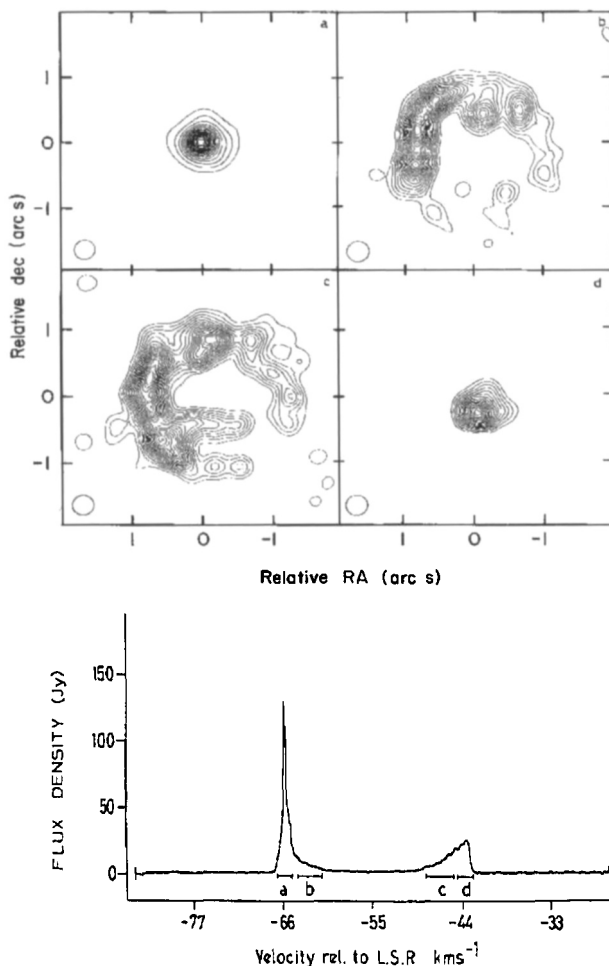 a
b
1
0
-1
c
d
1
0
-1
1
0
-1
1
0
-1
Relative dec (arc s)
Relative RA (arc s)
150
100
50
0
FLUX DENSITY (Jy)
a b c d
-77 -66 -55 -44 -33
Velocity rel. to L.S.R kms⁻¹